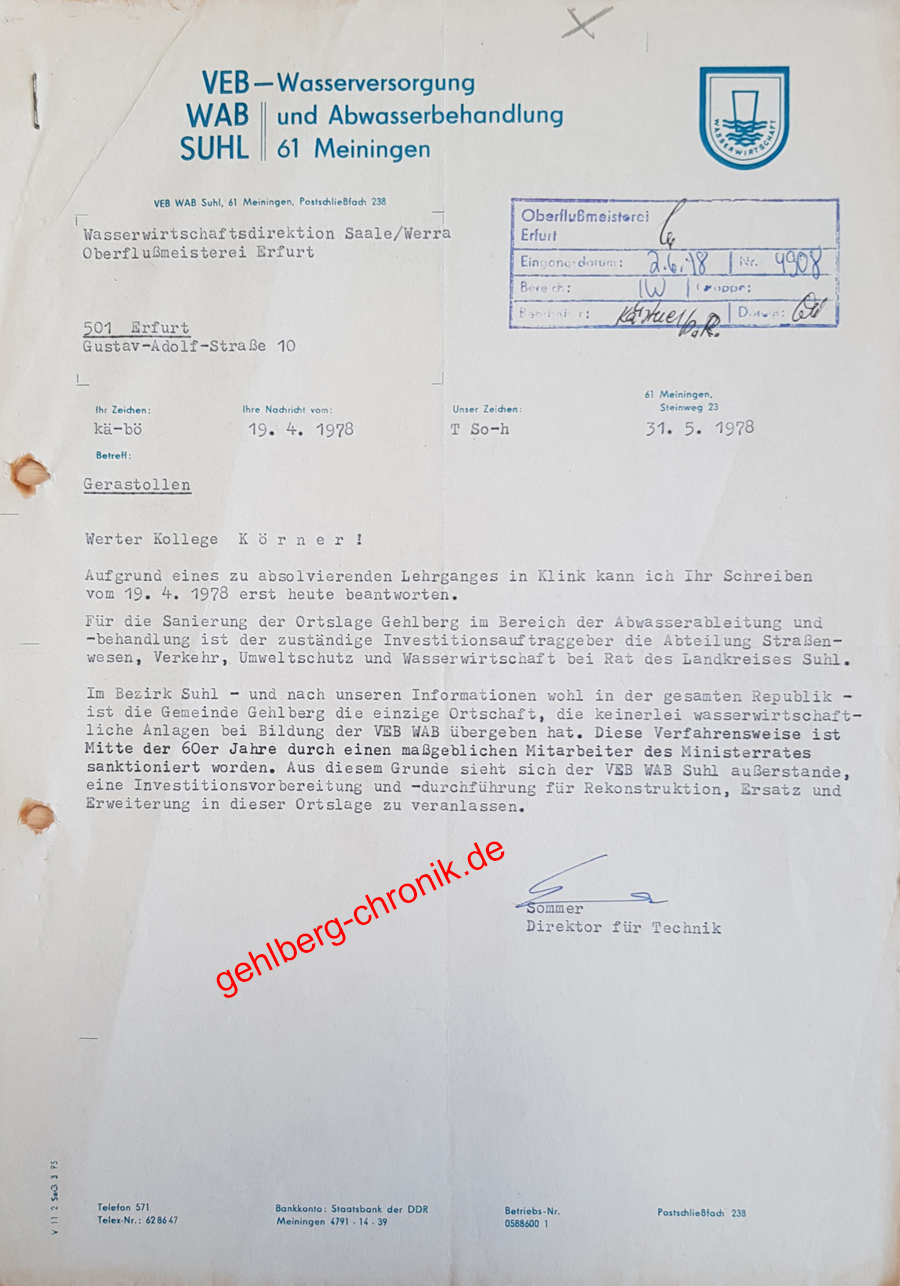 VEB – Wasserversorgung
WAB und Abwasserbehandlung
SUHL 61 Meiningen
WASSERWIRTSCHAFT
VEB WAB Suhl, 61 Meiningen, Postschließfach 238
Wasserwirtschaftsdirektion Saale/Werra
Oberflußmeisterei Erfurt
501 Erfurt
Gustav-Adolf-Straße 10
Oberflußmeisterei
Erfurt
Eingangsdatum: 2.6.78 Nr. 4908
Bereich: IW Gruppe:
Bearbeiter: Datum:
61 Meiningen,
Steinweg 23
Ihr Zeichen: Ihre Nachricht vom: Unser Zeichen:
kä-bö 19. 4. 1978 T So-h 31. 5. 1978
Betreff:
Gerastollen
Werter Kollege K ö r n e r !
Aufgrund eines zu absolvierenden Lehrganges in Klink kann ich Ihr Schreiben
vom 19. 4. 1978 erst heute beantworten.
Für die Sanierung der Ortslage Gehlberg im Bereich der Abwasserableitung und
-behandlung ist der zuständige Investitionsauftraggeber die Abteilung Straßen-
wesen, Verkehr, Umweltschutz und Wasserwirtschaft bei Rat des Landkreises Suhl.
Im Bezirk Suhl - und nach unseren Informationen wohl in der gesamten Republik -
ist die Gemeinde Gehlberg die einzige Ortschaft, die keinerlei wasserwirtschaft-
liche Anlagen bei Bildung der VEB WAB übergeben hat. Diese Verfahrensweise ist
Mitte der 60er Jahre durch einen maßgeblichen Mitarbeiter des Ministerrates
sanktioniert worden. Aus diesem Grunde sieht sich der VEB WAB Suhl außerstande,
eine Investitionsvorbereitung und -durchführung für Rekonstruktion, Ersatz und
Erweiterung in dieser Ortslage zu veranlassen.
gehlberg-chronik.de
Sommer
Direktor für Technik
Telefon 571
Telex-Nr.: 62 86 47
Bankkonto: Staatsbank der DDR
Meiningen 4791 - 14 - 39
Betriebs-Nr.
0588600 1
Postschließfach 238